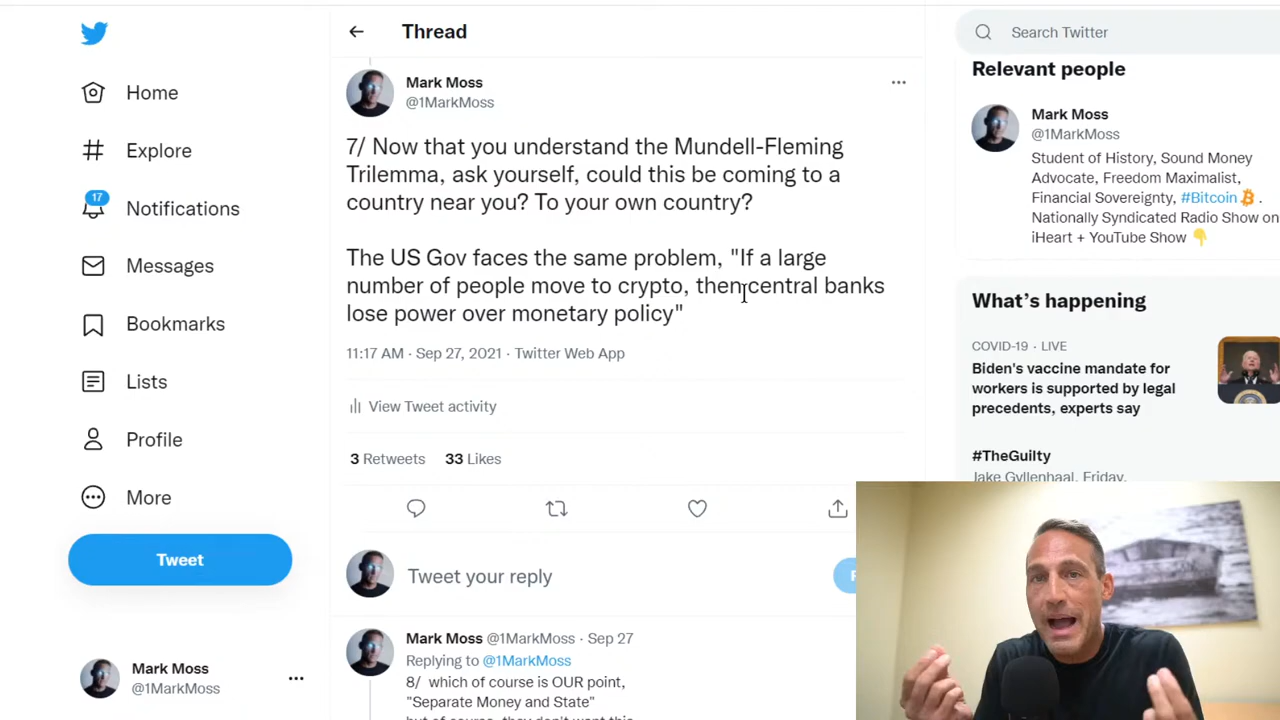 Home
Explore
17
Notifications
Messages
Bookmarks
Lists
Profile
More
Tweet
Mark Moss
@1MarkMoss
Thread
Mark Moss
@1MarkMoss
7/ Now that you understand the Mundell-Fleming
Trilemma, ask yourself, could this be coming to a
country near you? To your own country?
The US Gov faces the same problem, "If a large
number of people move to crypto, then central banks
lose power over monetary policy"
11:17 AM · Sep 27, 2021 · Twitter Web App
View Tweet activity
3 Retweets 33 Likes
Tweet your reply
Mark Moss @1MarkMoss · Sep 27
Replying to @1MarkMoss
8/ which of course is OUR point,
"Separate Money and State"
but of course, they don't want this
Search Twitter
Relevant people
Mark Moss
@1MarkMoss
Student of History, Sound Money
Advocate, Freedom Maximalist,
Financial Sovereignty, #Bitcoin .
Nationally Syndicated Radio Show on
iHeart + YouTube Show
What's happening
COVID-19 · LIVE
Biden's vaccine mandate for
workers is supported by legal
precedents, experts say
#TheGuilty
Jake Gyllenhaal, Friday,